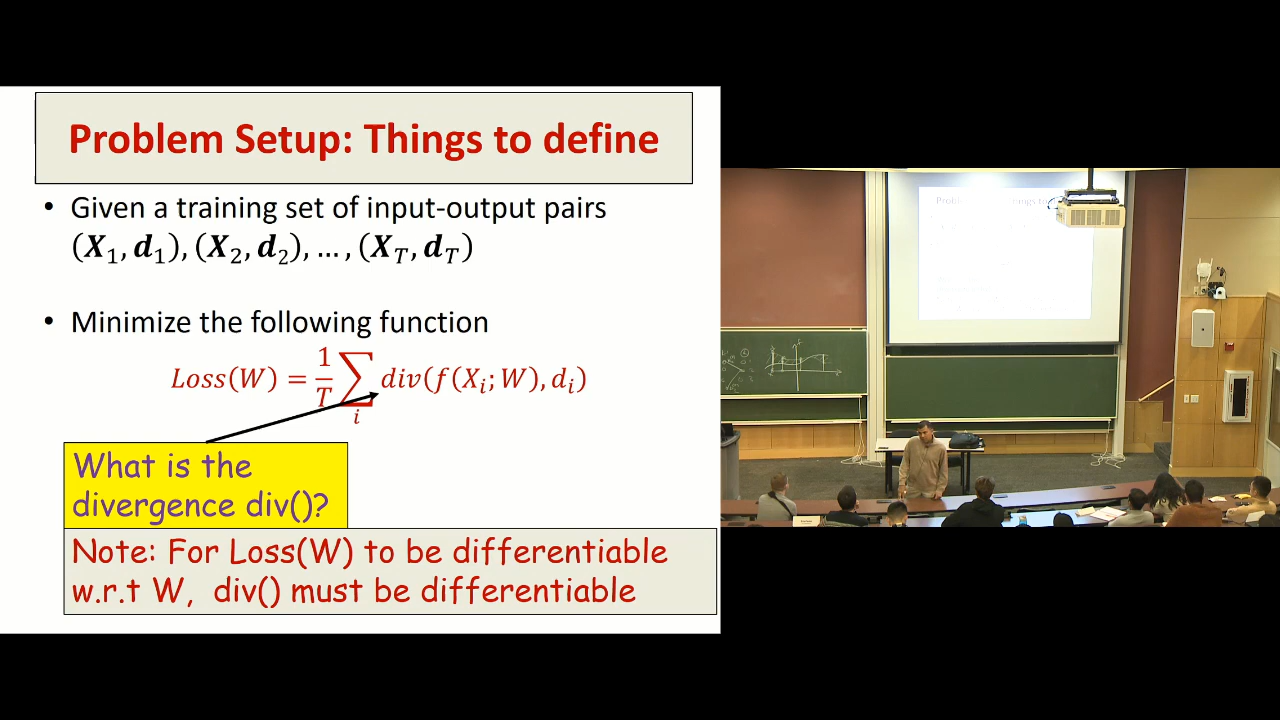 Problem Setup: Things to define
• Given a training set of input-output pairs
(X₁, d₁), (X₂, d₂), … , (X_T, d_T)
• Minimize the following function
Loss(W) = 1/T ∑_i div(f(X_i; W), d_i)
What is the
divergence div()?
Note: For Loss(W) to be differentiable
w.r.t W, div() must be differentiable